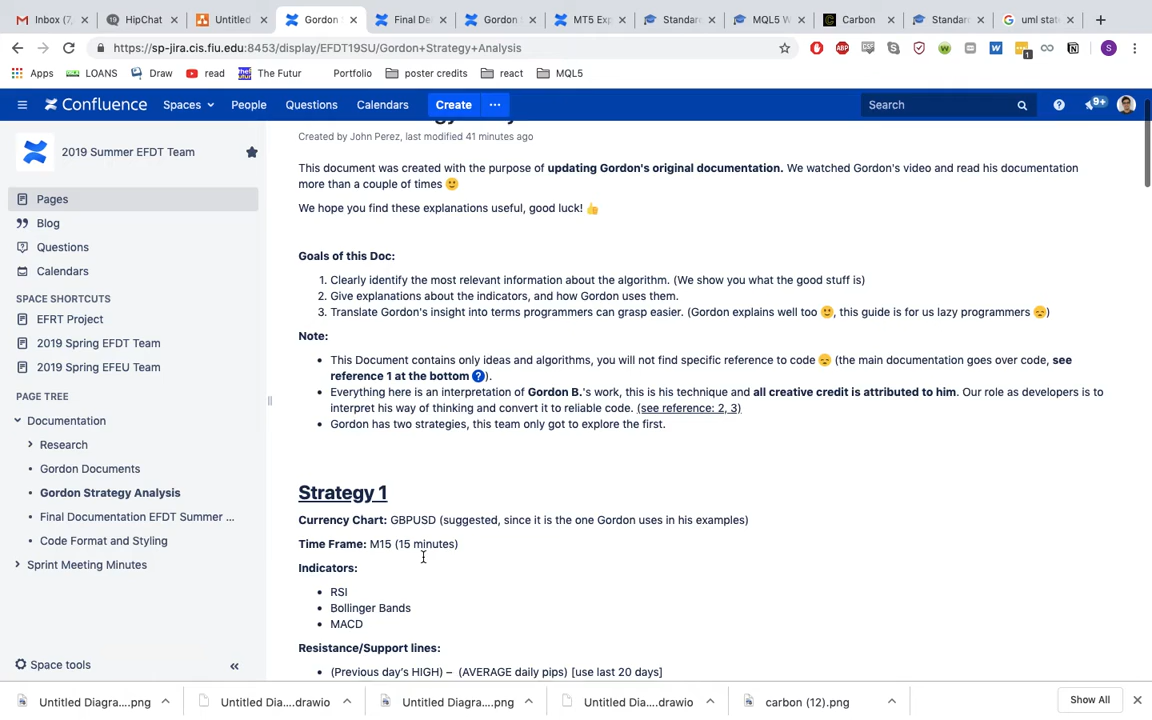 Inbox (7,
HipChat
Untitled
Gordon S
Final De
Gordon S
MT5 Exp
Standard
MQL5 W
Carbon
Standard
uml state
https://sp-jira.cis.fiu.edu:8453/display/EFDT19SU/Gordon+Strategy+Analysis
ABP
CSF
1
S
Apps
LOANS
Draw
read
The Futur
Portfolio
poster credits
react
MQL5
Confluence
Spaces
People
Questions
Calendars
Create
Search
9+
2019 Summer EFDT Team
Pages
Blog
Questions
Calendars
SPACE SHORTCUTS
EFRT Project
2019 Spring EFDT Team
2019 Spring EFEU Team
PAGE TREE
Documentation
Research
Gordon Documents
Gordon Strategy Analysis
Final Documentation EFDT Summer ...
Code Format and Styling
Sprint Meeting Minutes
Space tools
Created by John Perez, last modified 41 minutes ago
This document was created with the purpose of updating Gordon's original documentation. We watched Gordon's video and read his documentation
more than a couple of times 🙂
We hope you find these explanations useful, good luck! 👍
Goals of this Doc:
1. Clearly identify the most relevant information about the algorithm. (We show you what the good stuff is)
2. Give explanations about the indicators, and how Gordon uses them.
3. Translate Gordon's insight into terms programmers can grasp easier. (Gordon explains well too 🙂, this guide is for us lazy programmers 😞)
Note:
• This Document contains only ideas and algorithms, you will not find specific reference to code 😞 (the main documentation goes over code, see
reference 1 at the bottom ?).
• Everything here is an interpretation of Gordon B.'s work, this is his technique and all creative credit is attributed to him. Our role as developers is to
interpret his way of thinking and convert it to reliable code. (see reference: 2, 3)
• Gordon has two strategies, this team only got to explore the first.
Strategy 1
Currency Chart: GBPUSD (suggested, since it is the one Gordon uses in his examples)
Time Frame: M15 (15 minutes)
Indicators:
• RSI
• Bollinger Bands
• MACD
Resistance/Support lines:
• (Previous day's HIGH) – (AVERAGE daily pips) [use last 20 days]
Untitled Diagra....png
Untitled Dia....drawio
Untitled Diagra....png
Untitled Dia....drawio
carbon (12).png
Show All